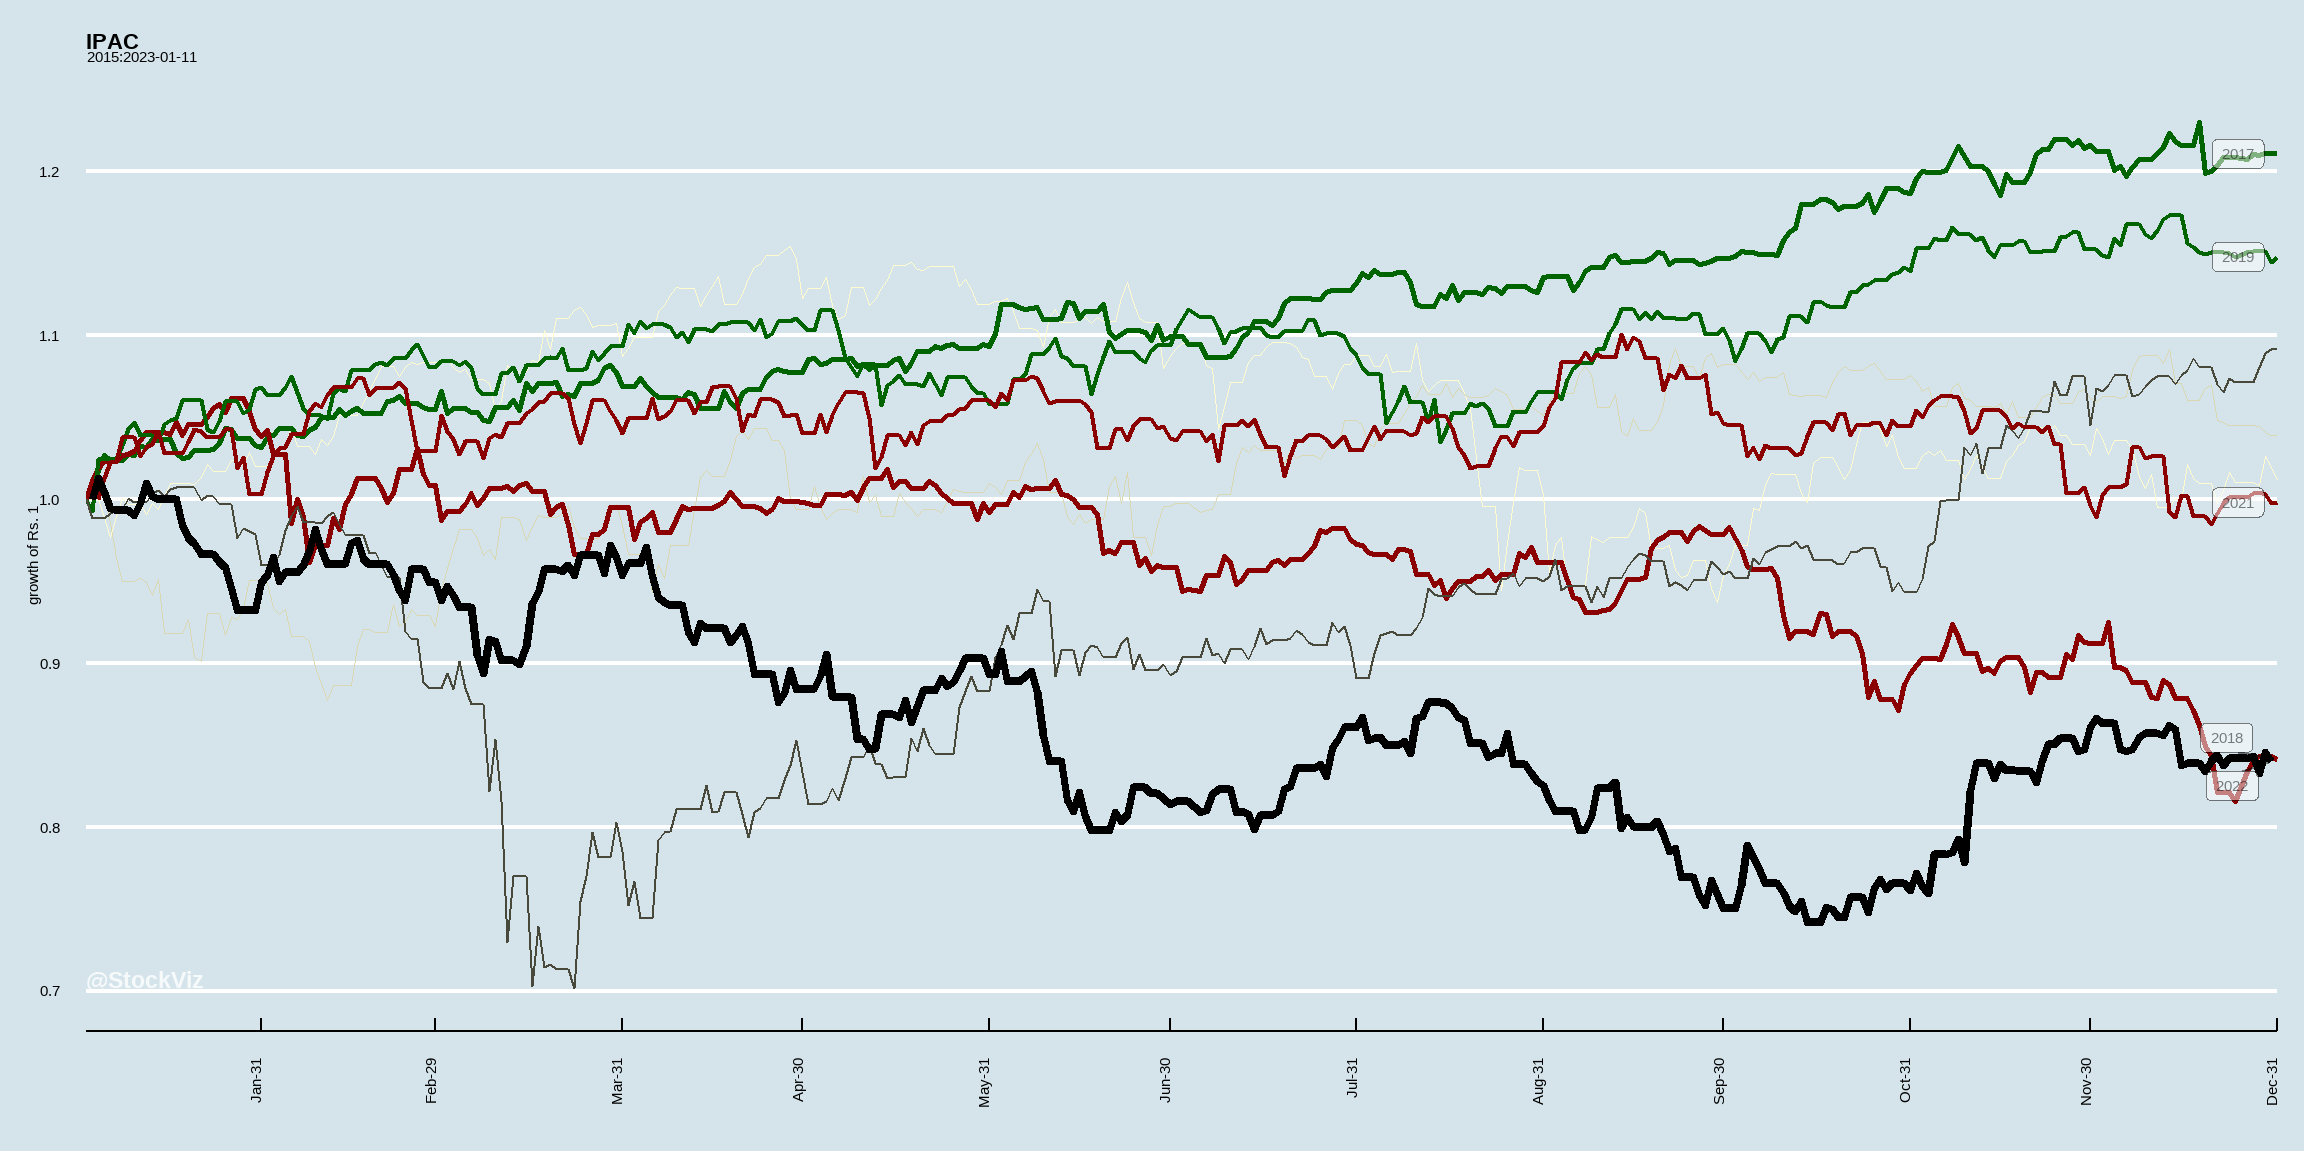 IPAC
2015:2023-01-11
growth of Rs. 1
1.2
1.1
1.0
0.9
0.8
0.7
2017
2019
2021
2018
2022
@StockViz
Jan-31
Feb-29
Mar-31
Apr-30
May-31
Jun-30
Jul-31
Aug-31
Sep-30
Oct-31
Nov-30
Dec-31